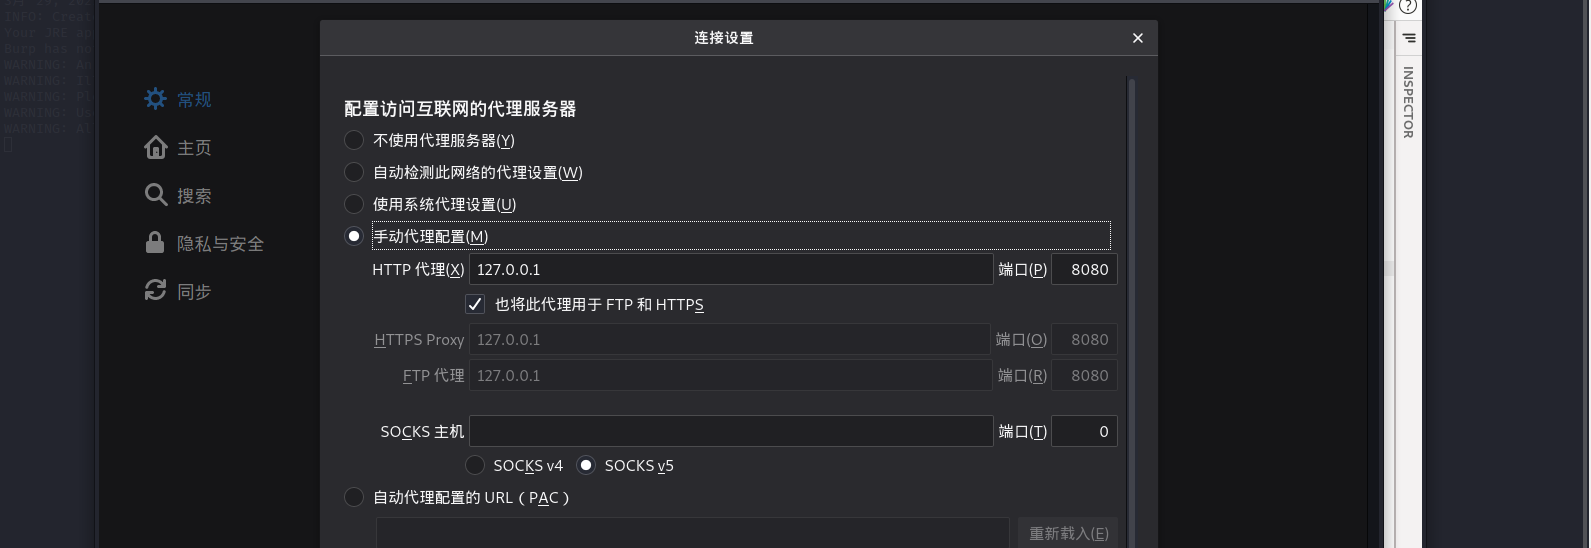 INFO: Creat
Your JRE ap
Burp has no
WARNING: An
WARNING: Il
WARNING: Pl
WARNING: Us
WARNING: Al
连接设置
INSPECTOR
常规
主页
搜索
隐私与安全
同步
配置访问互联网的代理服务器
不使用代理服务器(Y)
自动检测此网络的代理设置(W)
使用系统代理设置(U)
手动代理配置(M)
HTTP 代理(X) 127.0.0.1 端口(P) 8080
也将此代理用于 FTP 和 HTTPS
HTTPS Proxy 127.0.0.1 端口(O) 8080
FTP 代理 127.0.0.1 端口(R) 8080
SOCKS 主机 端口(T) 0
SOCKS v4 SOCKS v5
自动代理配置的 URL（PAC）
重新载入(E)